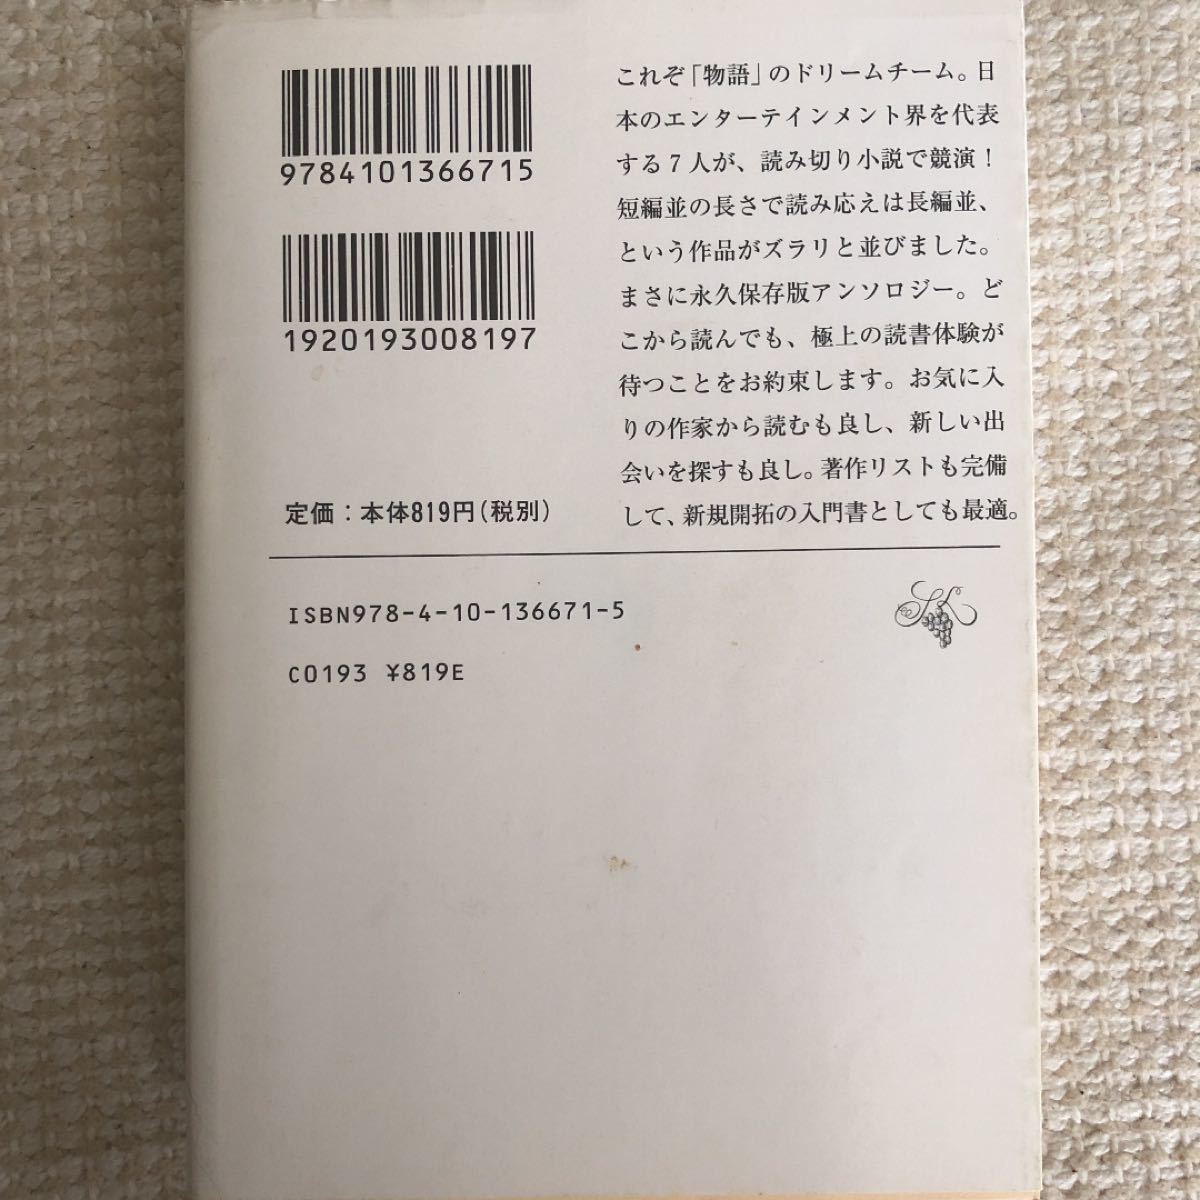 9784101366715
1920193008197
定価：本体819円(税別)
これぞ「物語」のドリームチーム。日
本のエンターテインメント界を代表
する7人が、読み切り小説で競演！
短編並の長さで読み応えは長編並、
という作品がズラリと並びました。
まさに永久保存版アンソロジー。ど
こから読んでも、極上の読書体験が
待つことをお約束します。お気に入
りの作家から読むも良し、新しい出
会いを探すも良し。著作リストも完備
して、新規開拓の入門書としても最適。
ISBN978-4-10-136671-5
C0193 ¥819E